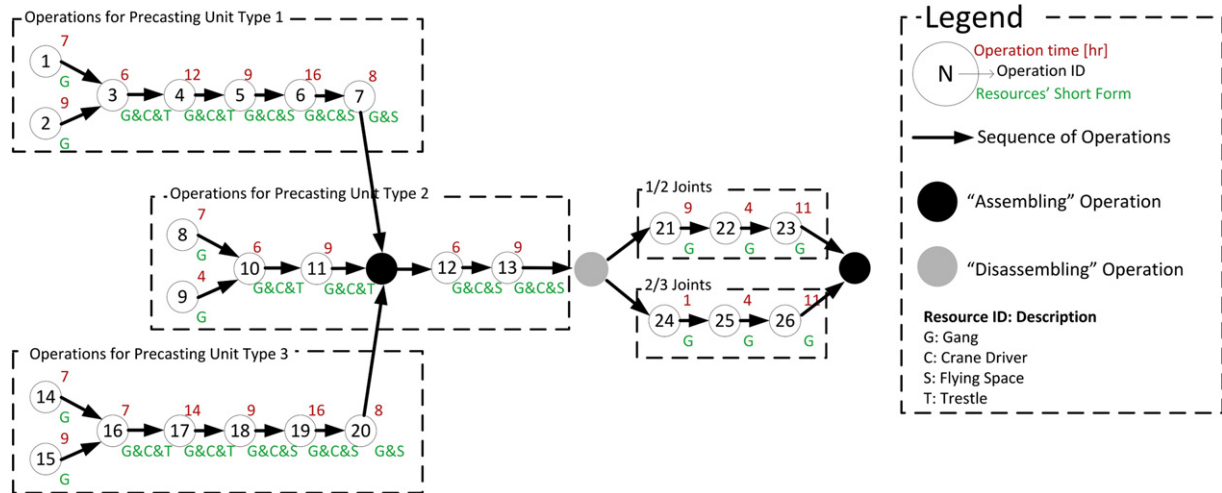 Operations for Precasting Unit Type 1
7
1
G
9
2
G
6
3
G&C&T
12
4
G&C&T
9
5
G&C&S
16
6
G&C&S
8
7
G&S
Operations for Precasting Unit Type 2
7
8
G
4
9
G
6
10
G&C&T
9
11
G&C&T
6
12
G&C&S
9
13
G&C&S
Operations for Precasting Unit Type 3
7
14
G
9
15
G
7
16
G&C&T
14
17
G&C&T
9
18
G&C&S
16
19
G&C&S
8
20
G&S
1/2 Joints
9
21
G
4
22
G
11
23
G
2/3 Joints
1
24
G
4
25
G
11
26
G
Legend
N
Operation time [hr]
Operation ID
Resources' Short Form
Sequence of Operations
“Assembling” Operation
“Disassembling” Operation
Resource ID: Description
G: Gang
C: Crane Driver
S: Flying Space
T: Trestle